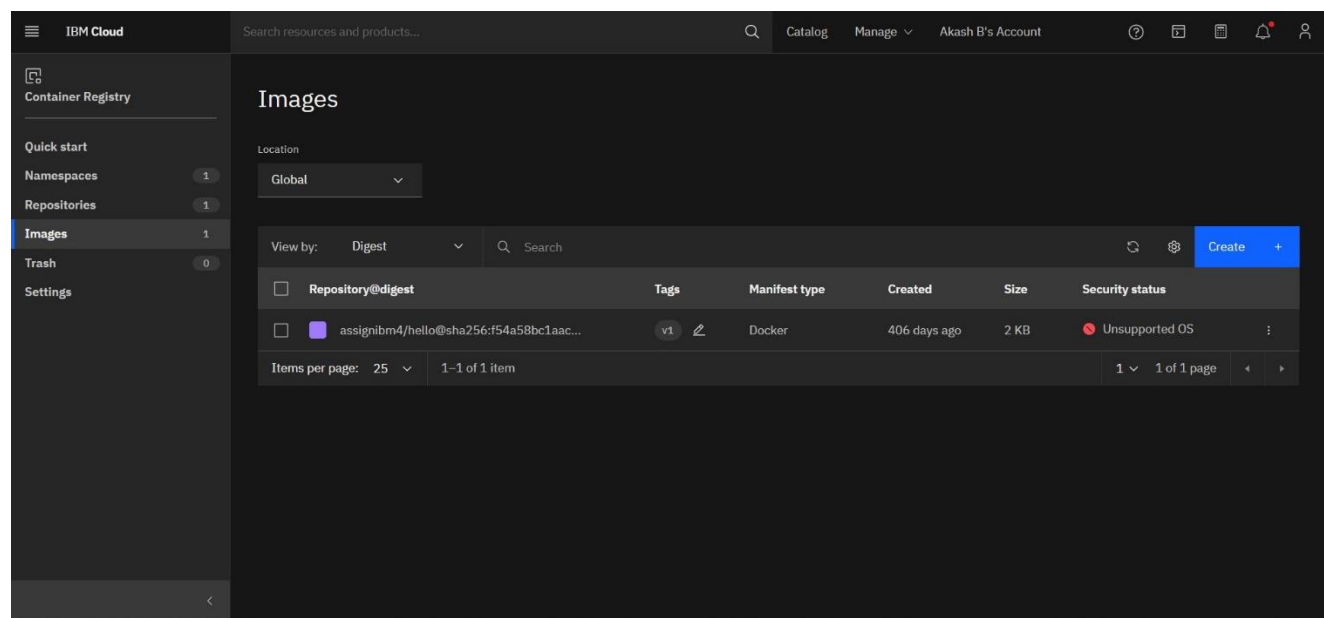 IBM Cloud
Search resources and products...
Catalog
Manage
Akash B's Account
Container Registry
Quick start
Namespaces 1
Repositories 1
Images 1
Trash 0
Settings
Images
Location
Global
View by: Digest
Search
Create +
Repository@digest Tags Manifest type Created Size Security status
assignibm4/hello@sha256:f54a58bc1aac... v1 Docker 406 days ago 2 KB Unsupported OS
Items per page: 25 1–1 of 1 item 1 1 of 1 page